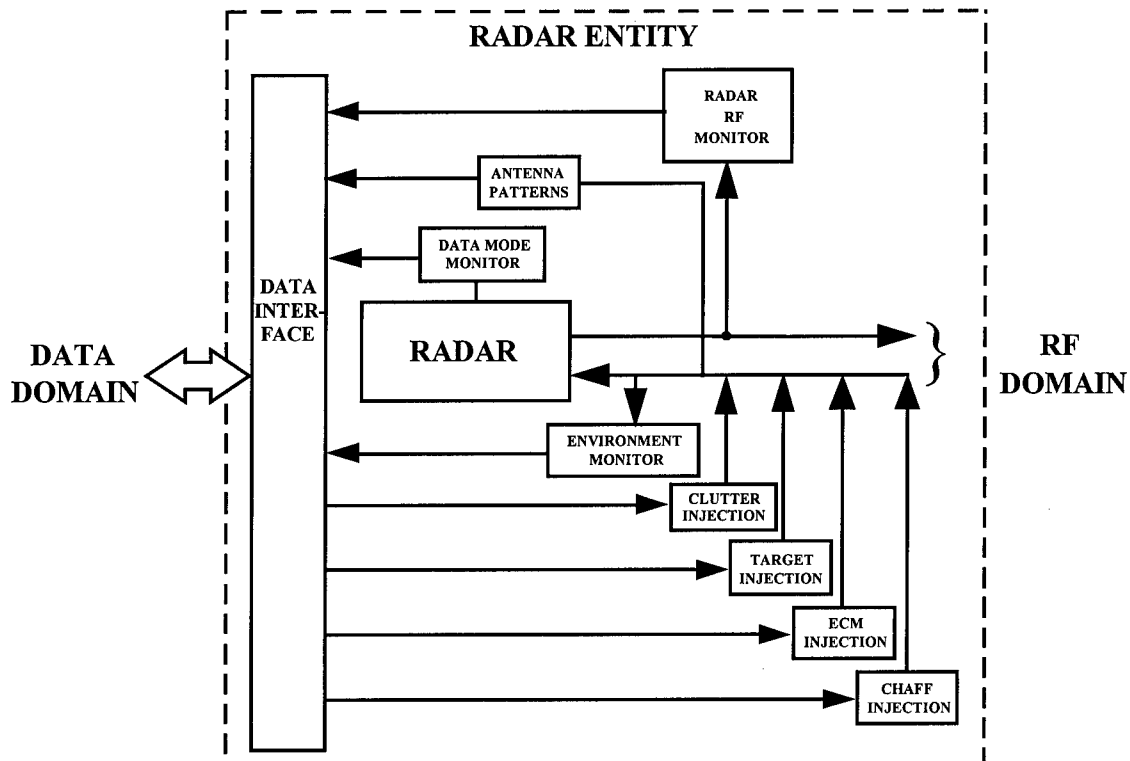 RADAR ENTITY
RADAR
RF
MONITOR
ANTENNA
PATTERNS
DATA MODE
MONITOR
DATA
INTER-
FACE
RADAR
DATA
DOMAIN
RF
DOMAIN
ENVIRONMENT
MONITOR
CLUTTER
INJECTION
TARGET
INJECTION
ECM
INJECTION
CHAFF
INJECTION